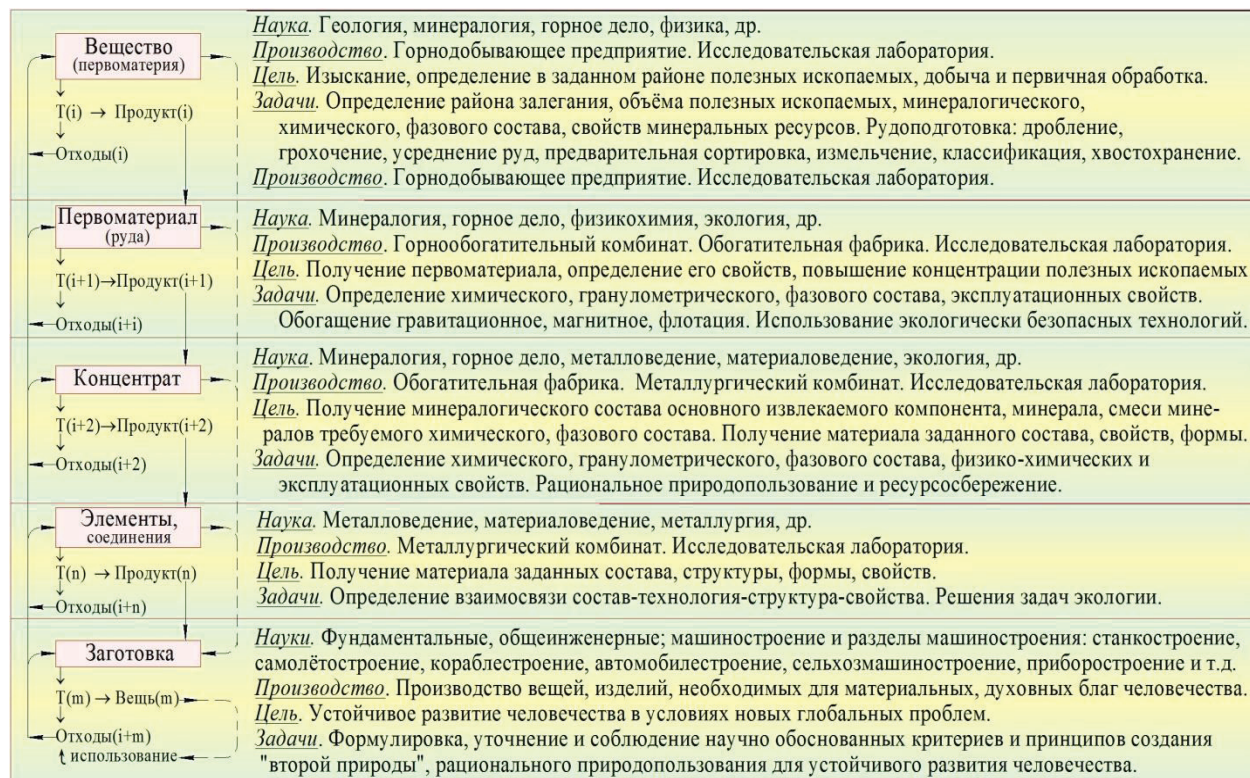 Вещество
(первоматерия)
Т(i) → Продукт(i)
Отходы(i)
Наука. Геология, минералогия, горное дело, физика, др.
Производство. Горнодобывающее предприятие. Исследовательская лаборатория.
Цель. Изыскание, определение в заданном районе полезных ископаемых, добыча и первичная обработка.
Задачи. Определение района залегания, объёма полезных ископаемых, минералогического,
химического, фазового состава, свойств минеральных ресурсов. Рудоподготовка: дробление,
грохочение, усреднение руд, предварительная сортировка, измельчение, классификация, хвостохранение.
Производство. Горнодобывающее предприятие. Исследовательская лаборатория.
Первоматериал
(руда)
Т(i+1)→Продукт(i+1)
Отходы(i+i)
Наука. Минералогия, горное дело, физикохимия, экология, др.
Производство. Горнообогатительный комбинат. Обогатительная фабрика. Исследовательская лаборатория.
Цель. Получение первоматериала, определение его свойств, повышение концентрации полезных ископаемых
Задачи. Определение химического, гранулометрического, фазового состава, эксплуатационных свойств.
Обогащение гравитационное, магнитное, флотация. Использование экологически безопасных технологий.
Концентрат
Т(i+2)→Продукт(i+2)
Отходы(i+2)
Наука. Минералогия, горное дело, металловедение, материаловедение, экология, др.
Производство. Обогатительная фабрика. Металлургический комбинат. Исследовательская лаборатория.
Цель. Получение минералогического состава основного извлекаемого компонента, минерала, смеси мине-
ралов требуемого химического, фазового состава. Получение материала заданного состава, свойств, формы.
Задачи. Определение химического, гранулометрического, фазового состава, физико-химических и
эксплуатационных свойств. Рациональное природопользование и ресурсосбережение.
Элементы,
соединения
Т(n) → Продукт(n)
Отходы(i+n)
Наука. Металловедение, материаловедение, металлургия, др.
Производство. Металлургический комбинат. Исследовательская лаборатория.
Цель. Получение материала заданных состава, структуры, формы, свойств.
Задачи. Определение взаимосвязи состав-технология-структура-свойства. Решения задач экологии.
Заготовка
Т(m) → Вещь(m)
Отходы(i+m)
использование
Науки. Фундаментальные, общеинженерные; машиностроение и разделы машиностроения: станкостроение,
самолётостроение, кораблестроение, автомобилестроение, сельхозмашиностроение, приборостроение и т.д.
Производство. Производство вещей, изделий, необходимых для материальных, духовных благ человечества.
Цель. Устойчивое развитие человечества в условиях новых глобальных проблем.
Задачи. Формулировка, уточнение и соблюдение научно обоснованных критериев и принципов создания
"второй природы", рационального природопользования для устойчивого развития человечества.